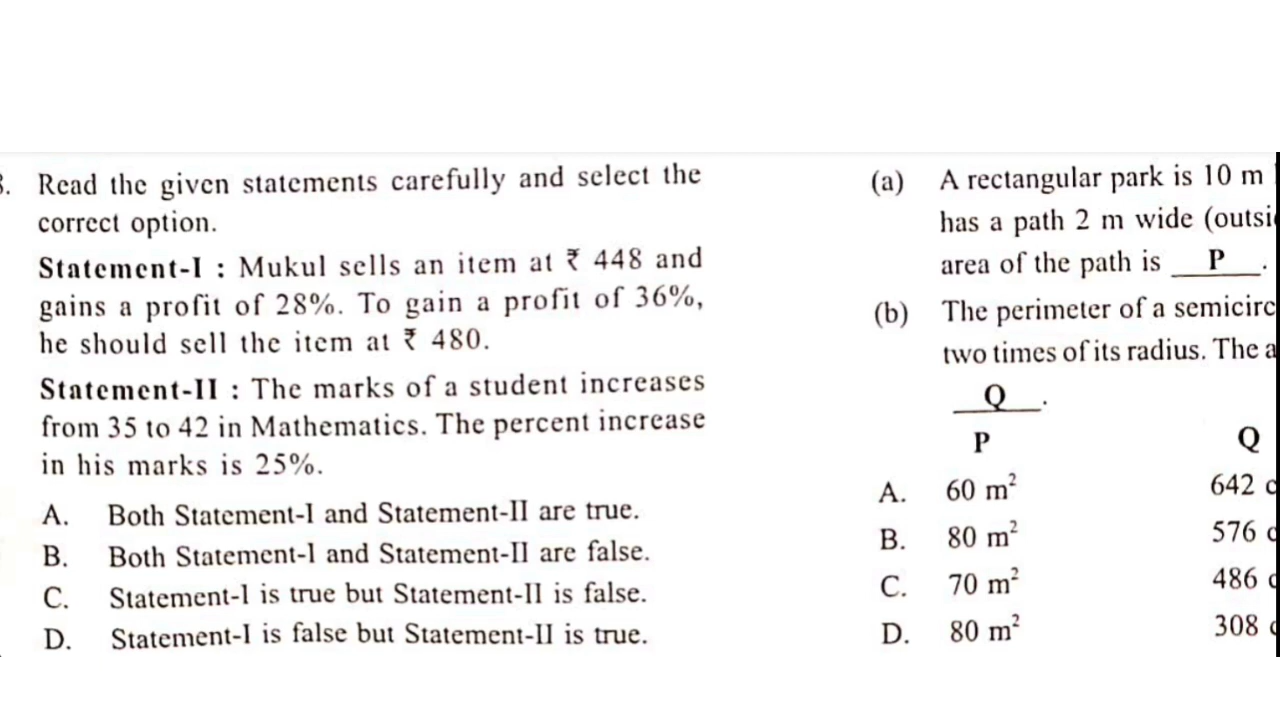 3. Read the given statements carefully and select the
correct option.
Statement-I : Mukul sells an item at ₹ 448 and
gains a profit of 28%. To gain a profit of 36%,
he should sell the item at ₹ 480.
Statement-II : The marks of a student increases
from 35 to 42 in Mathematics. The percent increase
in his marks is 25%.
A. Both Statement-I and Statement-II are true.
B. Both Statement-I and Statement-II are false.
C. Statement-I is true but Statement-II is false.
D. Statement-I is false but Statement-II is true.
(a) A rectangular park is 10 m
has a path 2 m wide
area of the path is P.
(b) The perimeter of a
two times of its radius. The
Q.
P Q
A. 60 m² 642
B. 80 m² 576
C. 70 m² 486
D. 80 m² 308